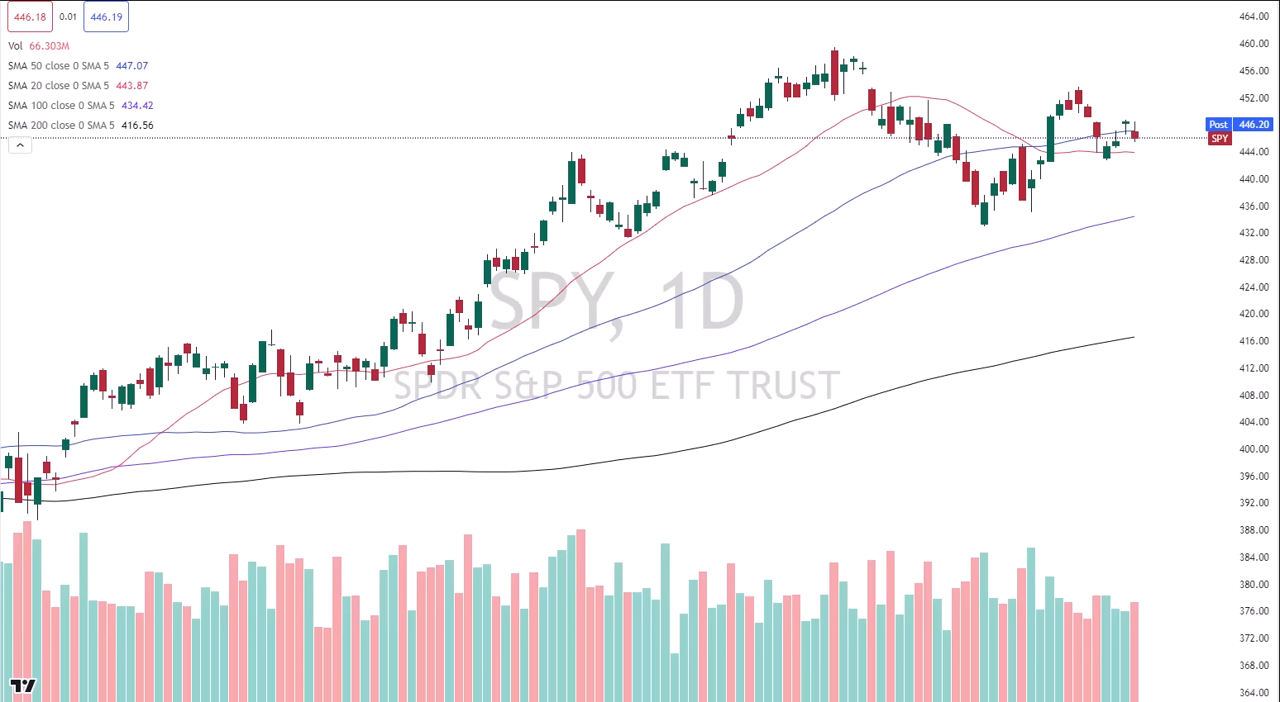 446.18 0.01 446.19
Vol 66.303M
SMA 50 close 0 SMA 5 447.07
SMA 20 close 0 SMA 5 443.87
SMA 100 close 0 SMA 5 434.42
SMA 200 close 0 SMA 5 416.56
SPY, 1D
SPDR S&P 500 ETF TRUST
464.00
460.00
456.00
452.00
Post 446.20
SPY
444.00
440.00
436.00
432.00
428.00
424.00
420.00
416.00
412.00
408.00
404.00
400.00
396.00
392.00
388.00
384.00
380.00
376.00
372.00
368.00
364.00